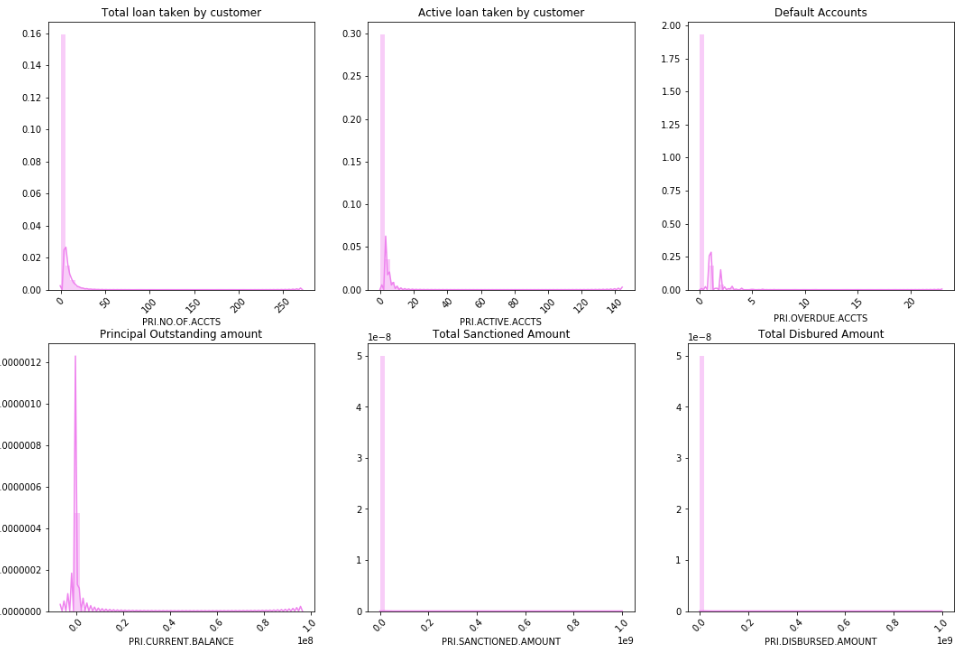 Total loan taken by customer
0.16
0.14
0.12
0.10
0.08
0.06
0.04
0.02
0.00
0 50 100 150 200 250
PRI.NO.OF.ACCTS
Active loan taken by customer
0.30
0.25
0.20
0.15
0.10
0.05
0.00
0 20 40 60 80 100 120 140
PRI.ACTIVE.ACCTS
Default Accounts
2.00
1.75
1.50
1.25
1.00
0.75
0.50
0.25
0.00
0 5 10 15 20
PRI.OVERDUE.ACCTS
Principal Outstanding amount
.0000012
.0000010
.0000008
.0000006
.0000004
.0000002
.0000000
0.0 0.2 0.4 0.6 0.8 1.0
PRI.CURRENT.BALANCE
1e8
Total Sanctioned Amount
1e-8
5
4
3
2
1
0
0.0 0.2 0.4 0.6 0.8 1.0
PRI.SANCTIONED.AMOUNT
1e9
Total Disbured Amount
1e-8
5
4
3
2
1
0
0.0 0.2 0.4 0.6 0.8 1.0
PRI.DISBURSED.AMOUNT
1e9